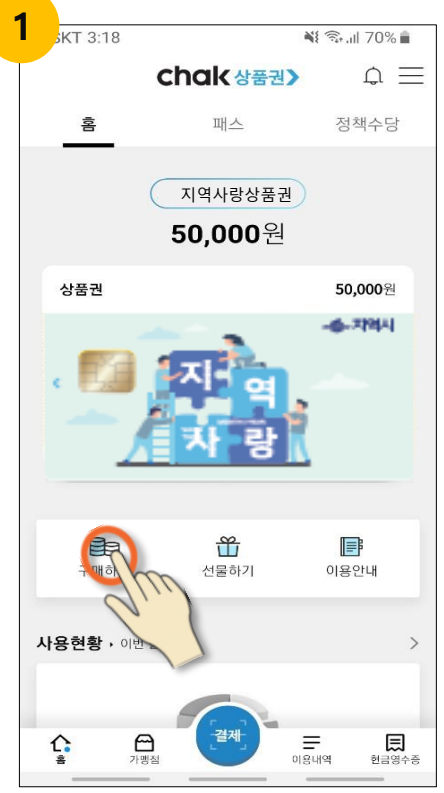 1
SKT 3:18 70%
chak 상품권
홈 패스 정책수당
지역사랑상품권
50,000원
상품권 50,000원
지역시
지 역
사 랑
구매하
선물하기
이용안내
사용현황 · 이번
홈 가맹점 결제 이용내역 현금영수증